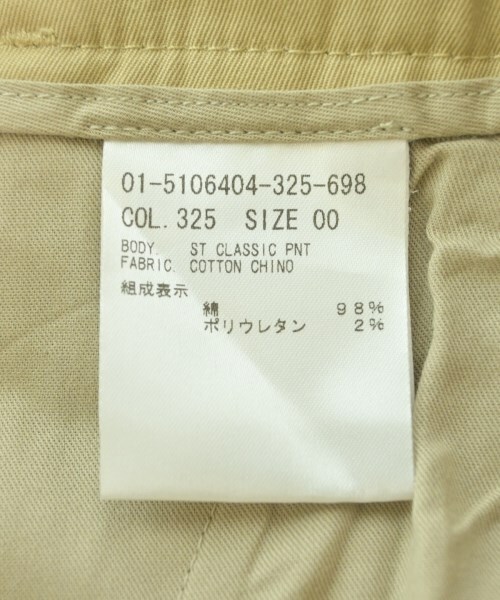 01-5106404-325-698
COL. 325 SIZE 00
BODY. ST CLASSIC PNT
FABRIC. COTTON CHINO
組成表示
綿 98%
ポリウレタン 2%